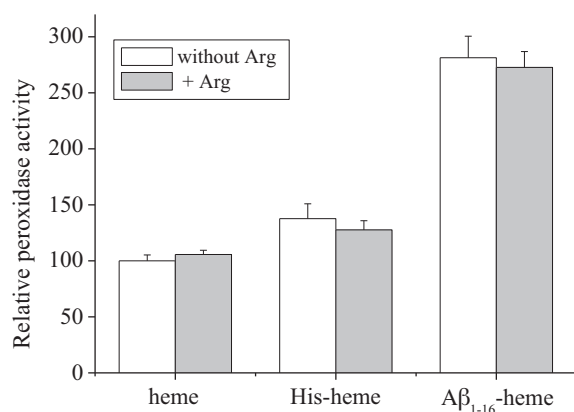 300
250
200
150
100
50
0
Relative peroxidase activity
without Arg
+ Arg
heme
His-heme
Aβ₁₋₁₆-heme